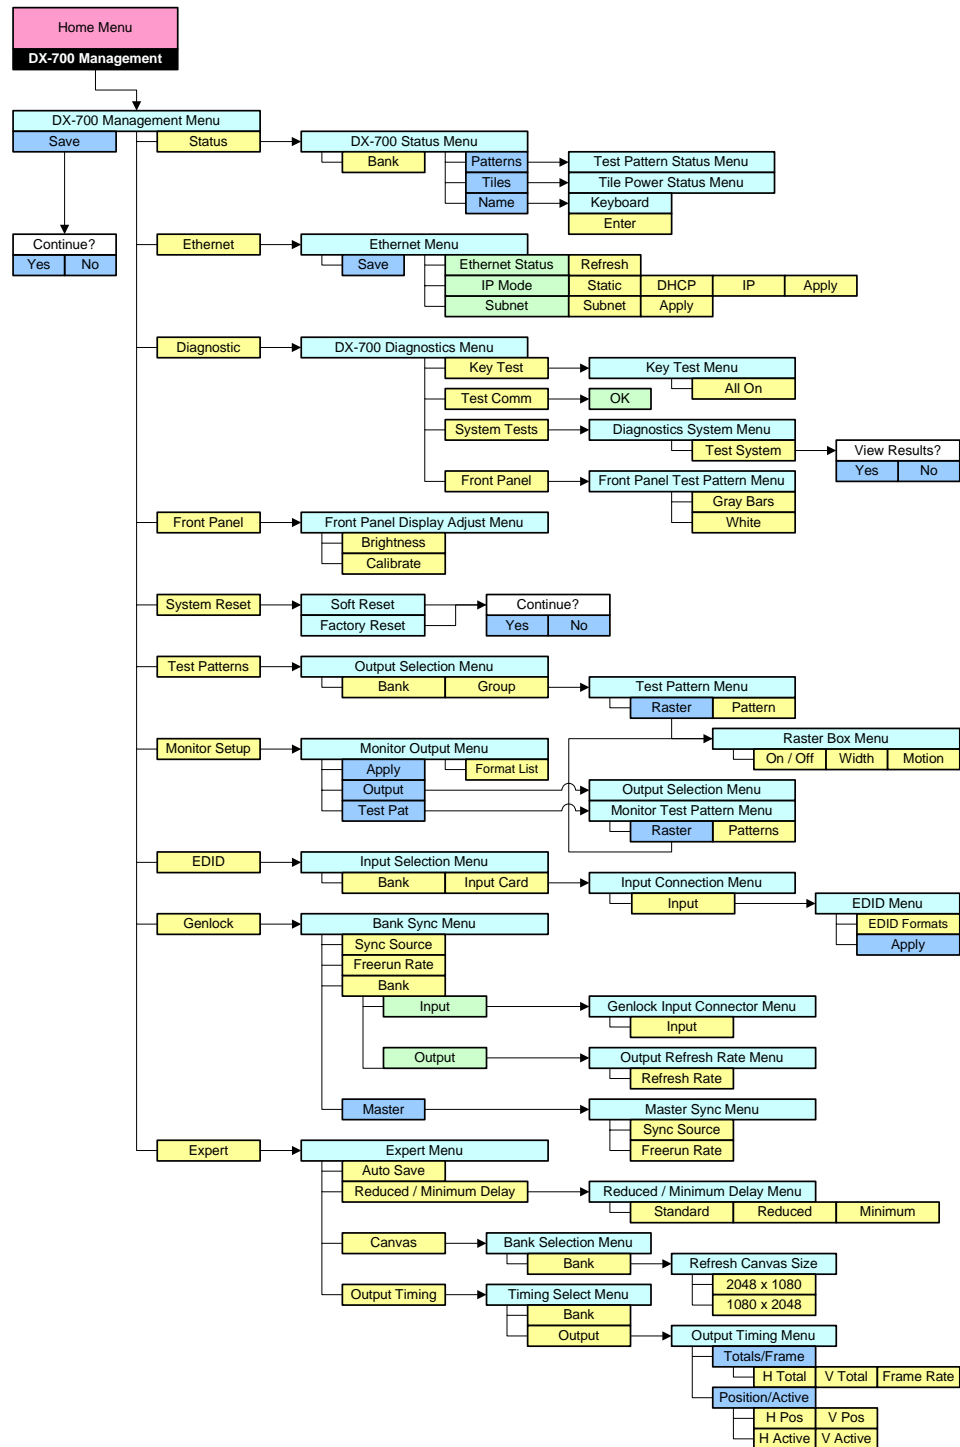 Home Menu
DX-700 Management
DX-700 Management Menu
Save
Status
DX-700 Status Menu
Bank
Patterns
Test Pattern Status Menu
Tiles
Tile Power Status Menu
Name
Keyboard
Enter
Continue?
Yes No
Ethernet
Ethernet Menu
Save
Ethernet Status Refresh
IP Mode Static DHCP IP Apply
Subnet Subnet Apply
Diagnostic
DX-700 Diagnostics Menu
Key Test
Key Test Menu
All On
Test Comm
OK
System Tests
Diagnostics System Menu
Test System
View Results?
Yes No
Front Panel
Front Panel Test Pattern Menu
Gray Bars
White
Front Panel
Front Panel Display Adjust Menu
Brightness
Calibrate
System Reset
Soft Reset
Factory Reset
Continue?
Yes No
Test Patterns
Output Selection Menu
Bank Group
Test Pattern Menu
Raster Pattern
Raster Box Menu
On / Off Width Motion
Monitor Setup
Monitor Output Menu
Apply Format List
Output
Output Selection Menu
Test Pat
Monitor Test Pattern Menu
Raster Patterns
EDID
Input Selection Menu
Bank Input Card
Input Connection Menu
Input
EDID Menu
EDID Formats
Apply
Genlock
Bank Sync Menu
Sync Source
Freerun Rate
Bank
Input
Genlock Input Connector Menu
Input
Output
Output Refresh Rate Menu
Refresh Rate
Master
Master Sync Menu
Sync Source
Freerun Rate
Expert
Expert Menu
Auto Save
Reduced / Minimum Delay
Reduced / Minimum Delay Menu
Standard Reduced Minimum
Canvas
Bank Selection Menu
Bank
Refresh Canvas Size
2048 x 1080
1080 x 2048
Output Timing
Timing Select Menu
Bank
Output
Output Timing Menu
Totals/Frame
H Total V Total Frame Rate
Position/Active
H Pos V Pos
H Active V Active